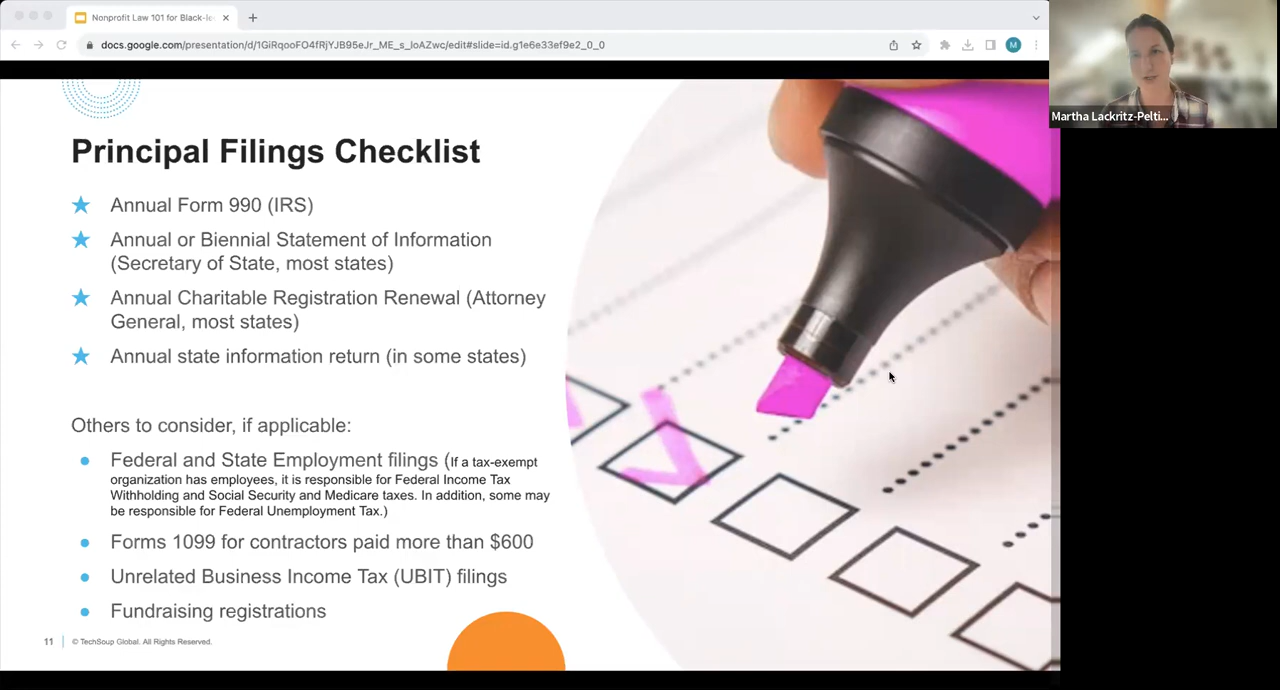 Nonprofit Law 101 for Black-le
docs.google.com/presentation/d/1GiRqooFO4fRjYJB95eJr_ME_s_loAZwc/edit#slide=id.g1e6e33ef9e2_0_0
M
Martha Lackritz-Pelti...
Principal Filings Checklist
Annual Form 990 (IRS)
Annual or Biennial Statement of Information
(Secretary of State, most states)
Annual Charitable Registration Renewal (Attorney
General, most states)
Annual state information return (in some states)
Others to consider, if applicable:
Federal and State Employment filings (If a tax-exempt
organization has employees, it is responsible for Federal Income Tax
Withholding and Social Security and Medicare taxes. In addition, some may
be responsible for Federal Unemployment Tax.)
Forms 1099 for contractors paid more than $600
Unrelated Business Income Tax (UBIT) filings
Fundraising registrations
11
© TechSoup Global. All Rights Reserved.